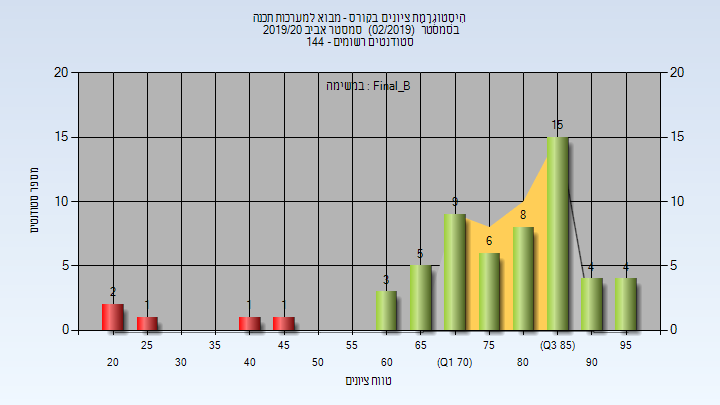 היסטוגרמת ציונים בקורס - מבוא למערכות תכנה
בסמסטר (02/2019) סמסטר אביב 2019/20
סטודנטים רשומים - 144
במשימה : Final_B
20 20
15 15
10 10
5 5
0 0
מספר סטודנטים
2 1 1 1 3 5 9 6 8 15 4 4
25 35 45 55 65 75 (Q3 85) 95
20 30 40 50 60 (Q1 70) 80 90
טווח ציונים